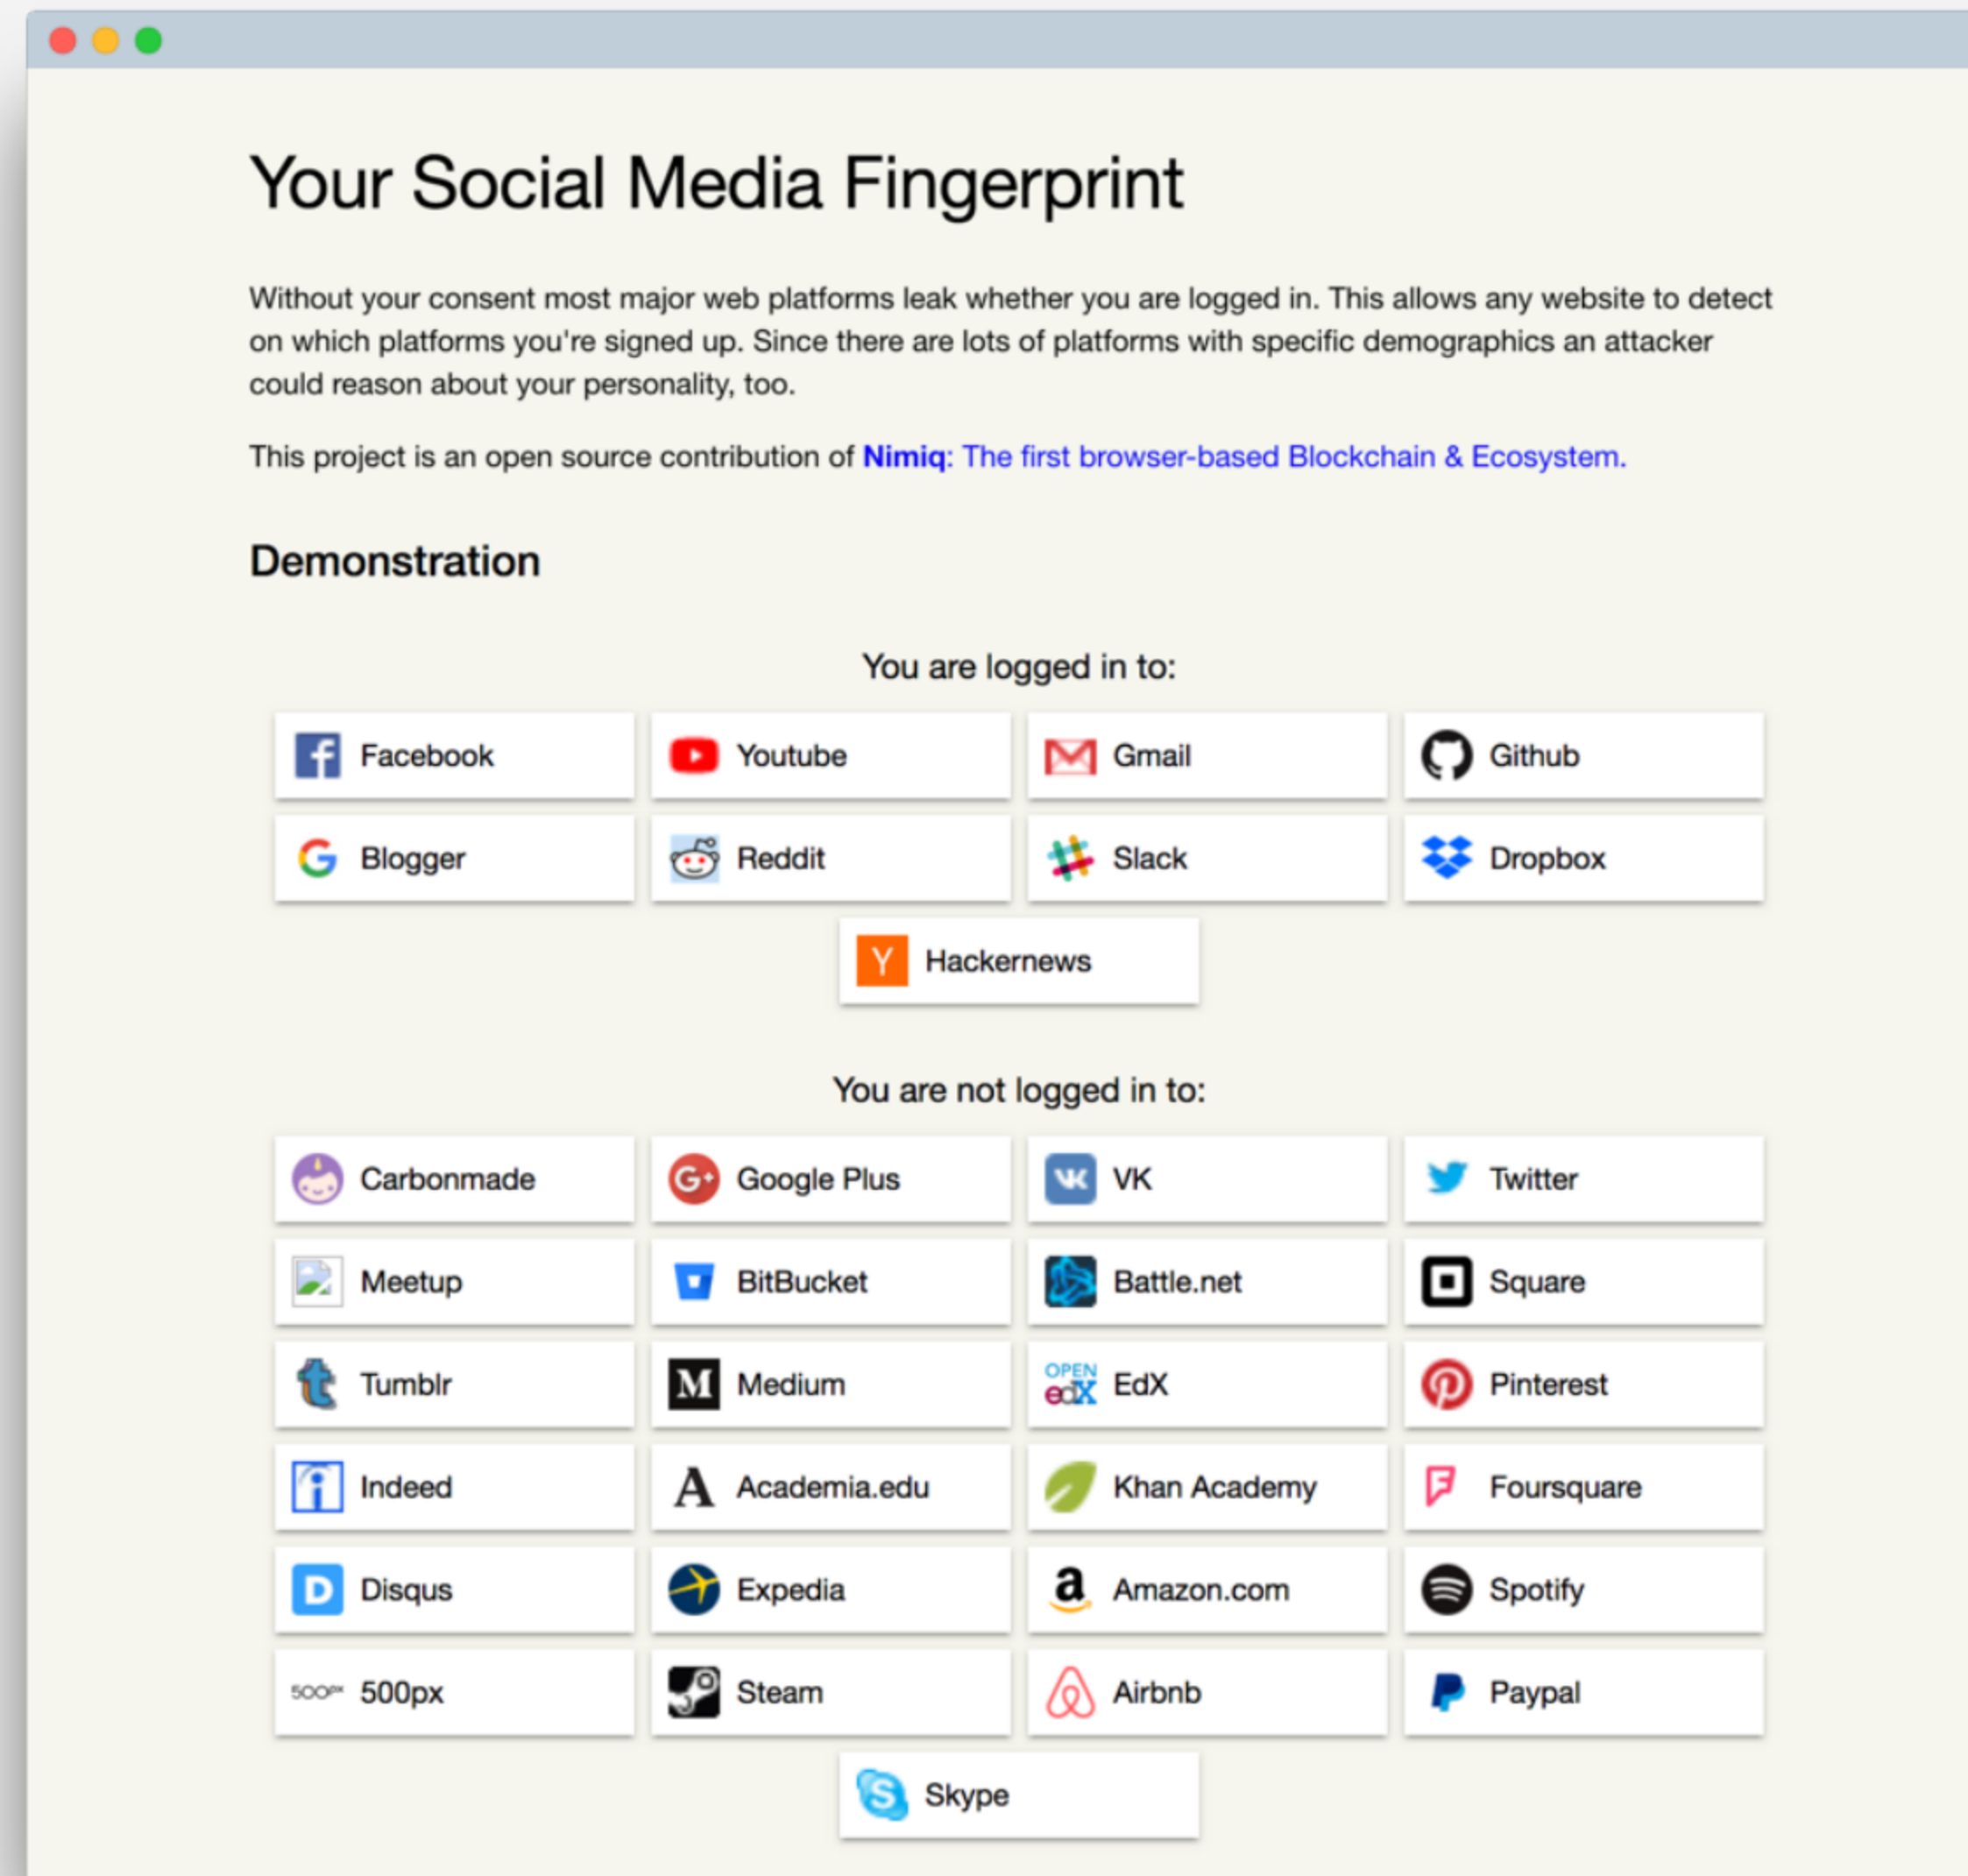 Your Social Media Fingerprint
Without your consent most major web platforms leak whether you are logged in. This allows any website to detect
on which platforms you're signed up. Since there are lots of platforms with specific demographics an attacker
could reason about your personality, too.
This project is an open source contribution of Nimiq: The first browser-based Blockchain & Ecosystem.
Demonstration
You are logged in to:
Facebook Youtube Gmail Github
Blogger Reddit Slack Dropbox
Y Hackernews
You are not logged in to:
Carbonmade G+ Google Plus VK VK Twitter
Meetup BitBucket Battle.net Square
t Tumblr M Medium OPEN edX EdX Pinterest
i Indeed A Academia.edu Khan Academy Foursquare
D Disqus Expedia a Amazon.com Spotify
500px 500px Steam Airbnb Paypal
S Skype